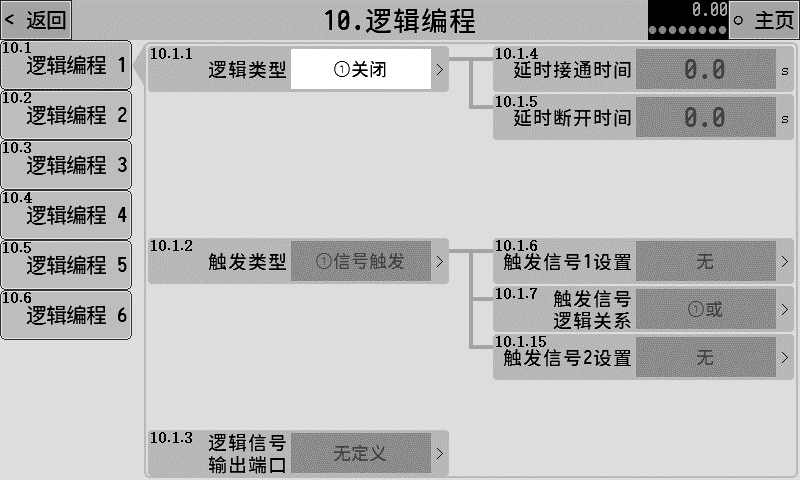 < 返回
10.逻辑编程
0.00
主页
10.1
逻辑编程 1
10.2
逻辑编程 2
10.3
逻辑编程 3
10.4
逻辑编程 4
10.5
逻辑编程 5
10.6
逻辑编程 6
10.1.1
逻辑类型
①关闭 >
10.1.4
延时接通时间
0.0 s
10.1.5
延时断开时间
0.0 s
10.1.2
触发类型
①信号触发 >
10.1.6
触发信号1设置
无 >
10.1.7
触发信号
逻辑关系
①或 >
10.1.15
触发信号2设置
无 >
10.1.3
逻辑信号
输出端口
无定义 >